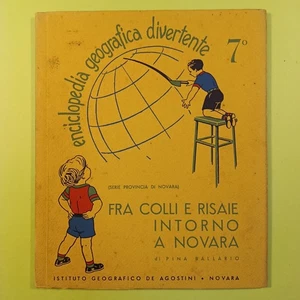 enciclopedia geografica divertente
7°
(SERIE PROVINCIA DI NOVARA)
FRA COLLI E RISAIE
INTORNO
A NOVARA
di PINA BALLARIO
ISTITUTO GEOGRAFICO DE AGOSTINI • NOVARA